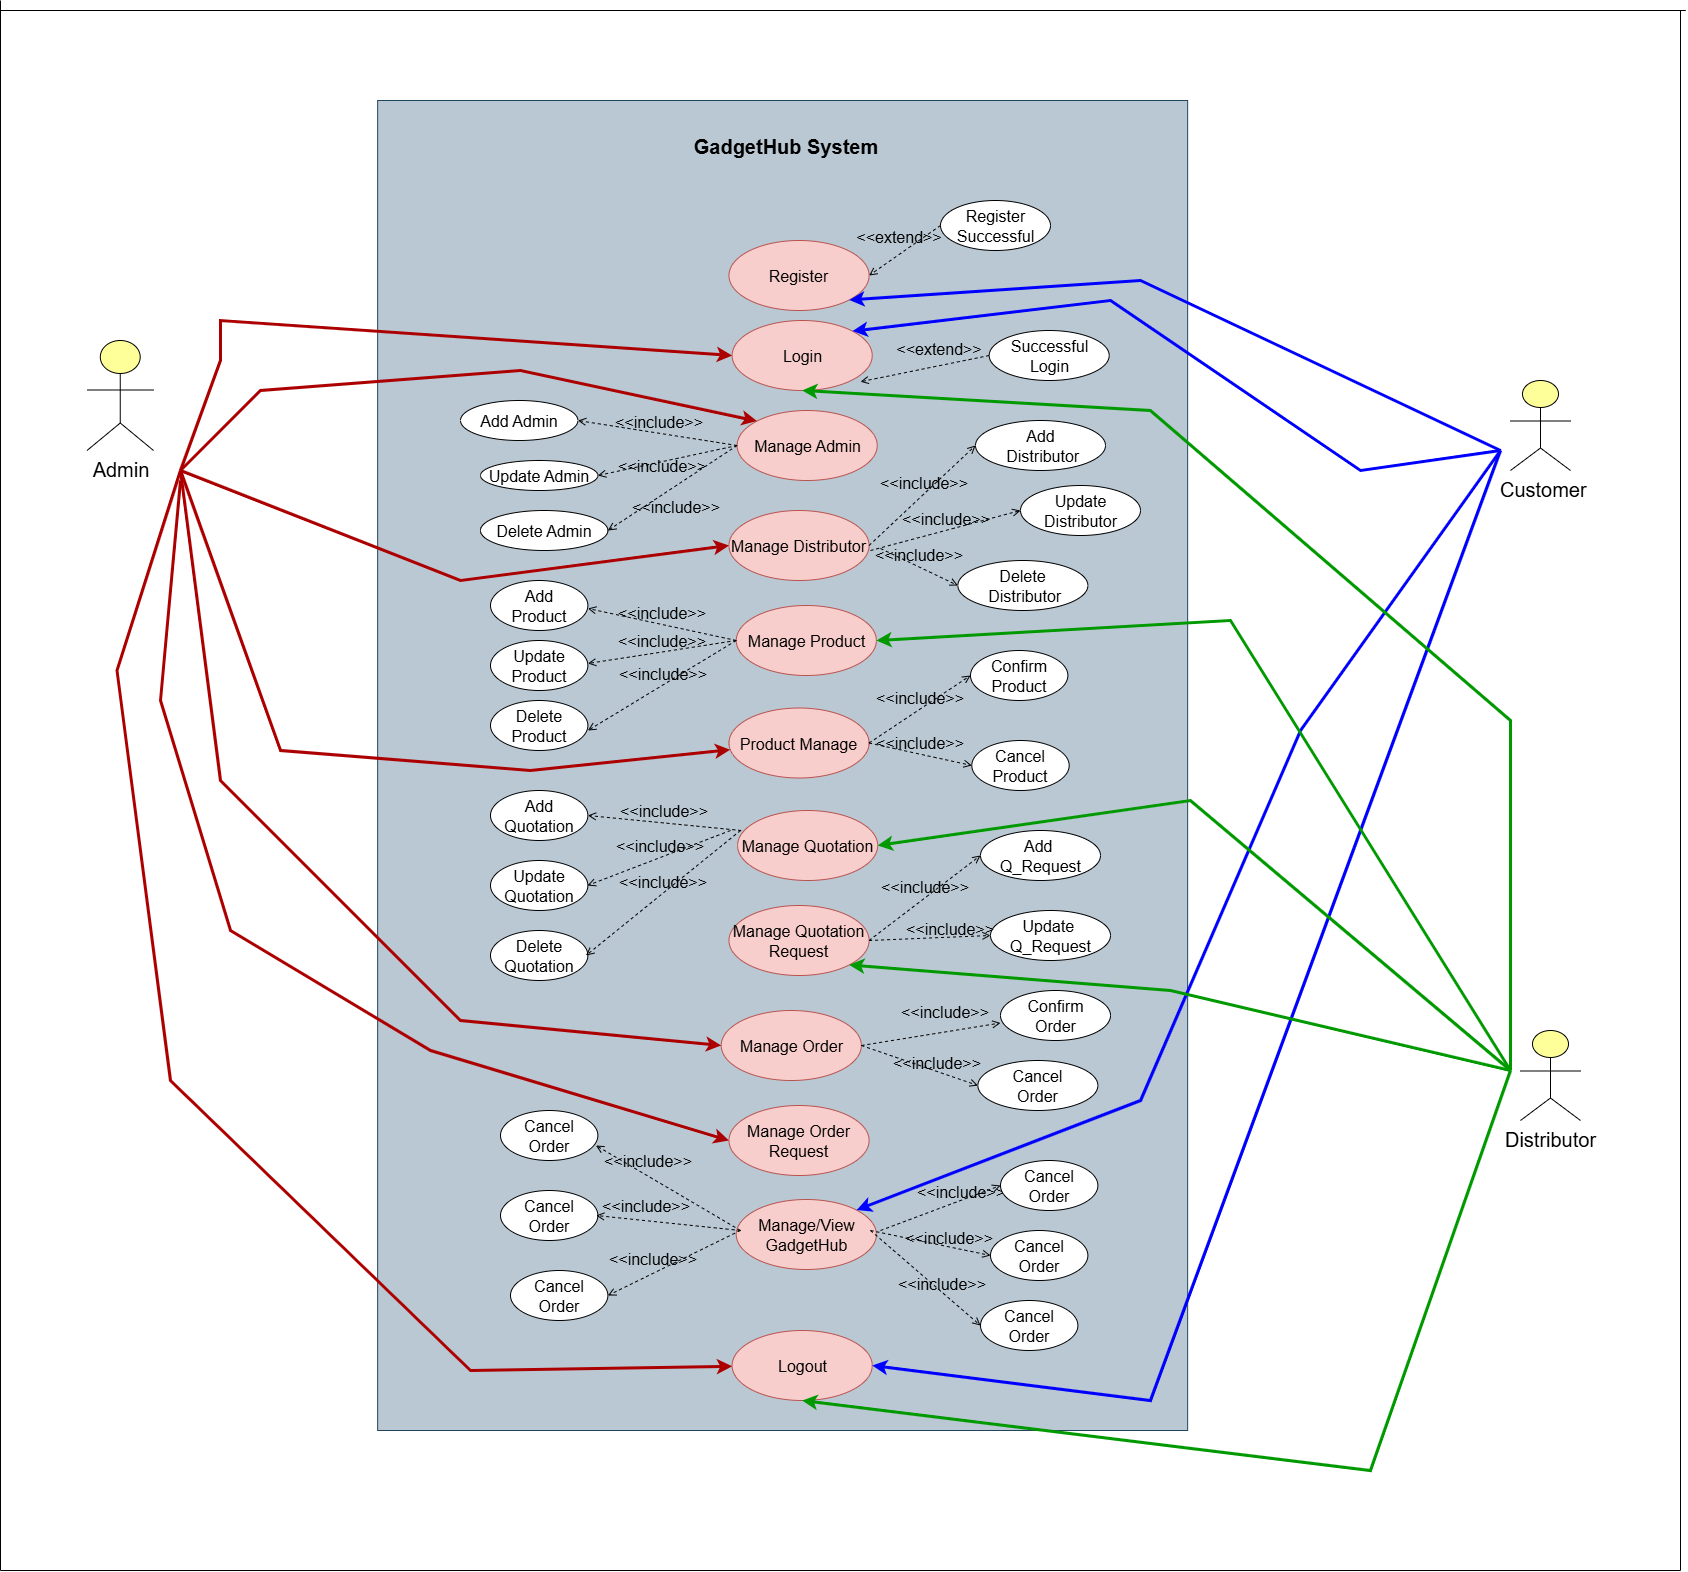 GadgetHub System
Register
Successful
<<extend>>
Register
Login
<<extend>>
Successful
Login
Admin
Customer
Add Admin
<<include>>
Update Admin
<<include>>
Delete Admin
<<include>>
Manage Admin
Add
Distributor
<<include>>
Update
Distributor
<<include>>
Delete
Distributor
<<include>>
Manage Distributor
Add
Product
<<include>>
Update
Product
<<include>>
Delete
Product
<<include>>
Manage Product
Confirm
Product
<<include>>
Product Manage
<<include>>
Cancel
Product
Add
Quotation
<<include>>
Update
Quotation
<<include>>
Delete
Quotation
<<include>>
Manage Quotation
Add
Q_Request
<<include>>
Manage Quotation
Request
<<include>>
Update
Q_Request
Manage Order
<<include>>
Confirm
Order
<<include>>
Cancel
Order
Distributor
Manage Order
Request
Cancel
Order
<<include>>
Cancel
Order
<<include>>
Cancel
Order
<<include>>
Manage/View
GadgetHub
<<include>>
Cancel
Order
<<include>>
Cancel
Order
<<include>>
Cancel
Order
Logout